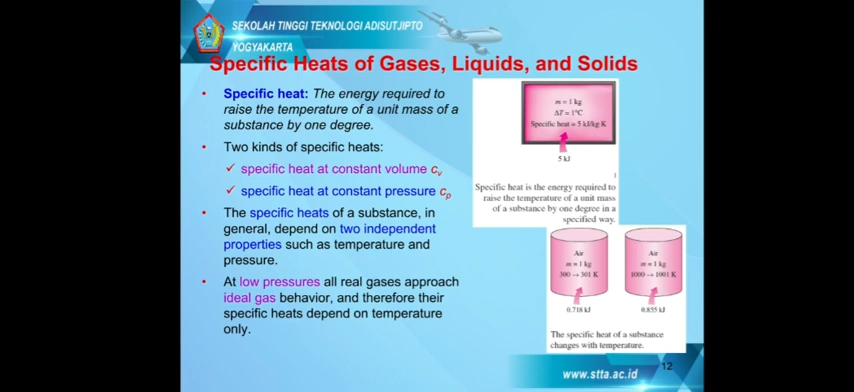 SEKOLAH TINGGI TEKNOLOGI ADISUTJIPTO
YOGYAKARTA
Specific Heats of Gases, Liquids, and Solids
• Specific heat: The energy required to
raise the temperature of a unit mass of a
substance by one degree.
• Two kinds of specific heats:
✓ specific heat at constant volume cv
✓ specific heat at constant pressure cp
• The specific heats of a substance, in
general, depend on two independent
properties such as temperature and
pressure.
• At low pressures all real gases approach
ideal gas behavior, and therefore their
specific heats depend on temperature
only.
m = 1 kg
ΔT = 1°C
Specific heat = 5 kJ/kg·K
5 kJ
Specific heat is the energy required to
raise the temperature of a unit mass
of a substance by one degree in a
specified way.
Air
m = 1 kg
300 → 301 K
0.718 kJ
Air
m = 1 kg
1000 → 1001 K
0.855 kJ
The specific heat of a substance
changes with temperature.
12
www.stta.ac.id